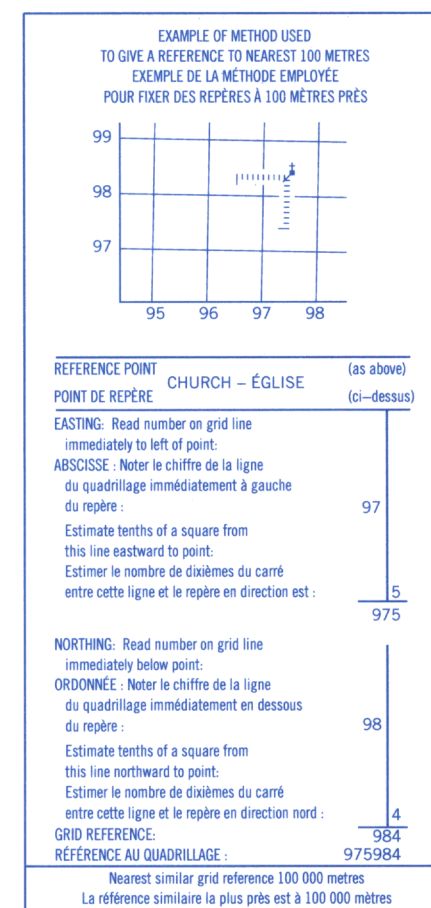 EXAMPLE OF METHOD USED
TO GIVE A REFERENCE TO NEAREST 100 METRES
EXEMPLE DE LA MÉTHODE EMPLOYÉE
POUR FIXER DES REPÈRES À 100 MÈTRES PRÈS
99
98
97
95 96 97 98
REFERENCE POINT (as above)
CHURCH – ÉGLISE
POINT DE REPÈRE (ci–dessus)
EASTING: Read number on grid line
immediately to left of point:
ABSCISSE : Noter le chiffre de la ligne
du quadrillage immédiatement à gauche
du repère : 97
Estimate tenths of a square from
this line eastward to point:
Estimer le nombre de dixièmes du carré
entre cette ligne et le repère en direction est : 5
975
NORTHING: Read number on grid line
immediately below point:
ORDONNÉE : Noter le chiffre de la ligne
du quadrillage immédiatement en dessous
du repère : 98
Estimate tenths of a square from
this line northward to point:
Estimer le nombre de dixièmes du carré
entre cette ligne et le repère en direction nord : 4
GRID REFERENCE: 984
RÉFÉRENCE AU QUADRILLAGE : 975984
Nearest similar grid reference 100 000 metres
La référence similaire la plus près est à 100 000 mètres